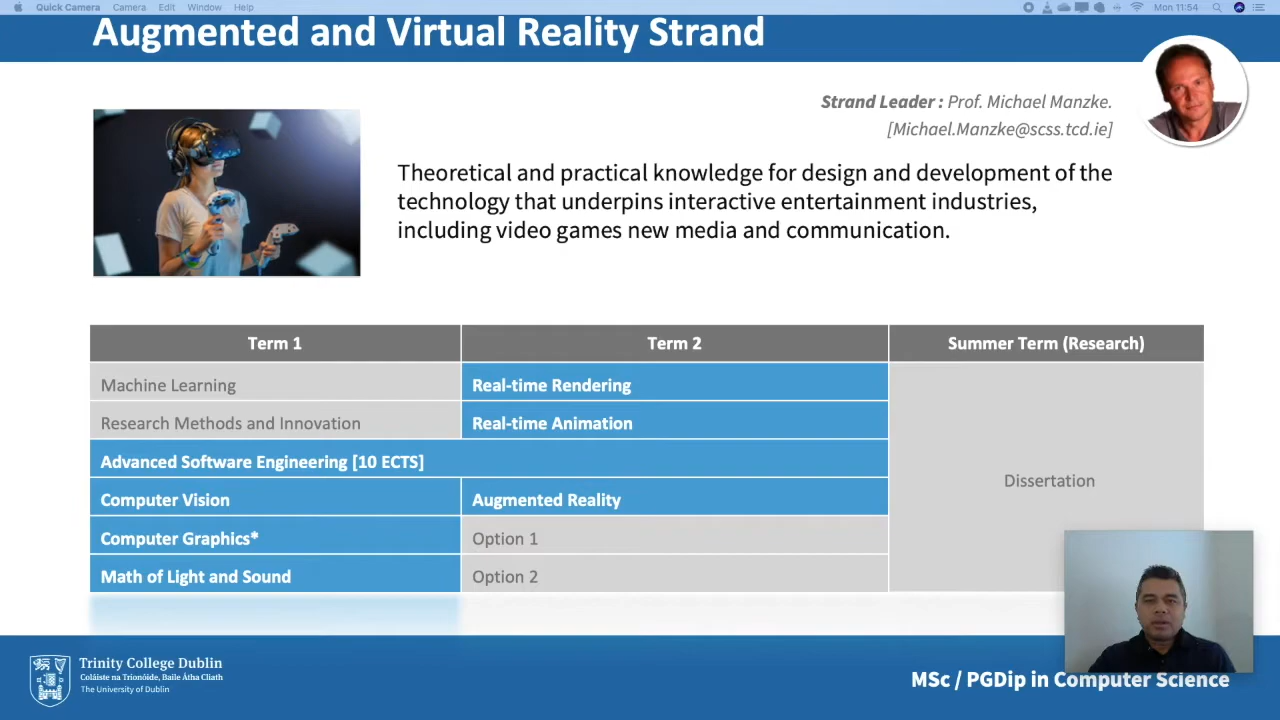 Quick Camera Camera Edit Window Help Mon 11:54
Augmented and Virtual Reality Strand
Strand Leader : Prof. Michael Manzke.
[Michael.Manzke@scss.tcd.ie]
Theoretical and practical knowledge for design and development of the
technology that underpins interactive entertainment industries,
including video games new media and communication.
Term 1 Term 2 Summer Term (Research)
Machine Learning Real-time Rendering
Research Methods and Innovation Real-time Animation
Advanced Software Engineering [10 ECTS]
Dissertation
Computer Vision Augmented Reality
Computer Graphics* Option 1
Math of Light and Sound Option 2
Trinity College Dublin
Coláiste na Tríonóide, Baile Átha Cliath
The University of Dublin
MSc / PGDip in Computer Science